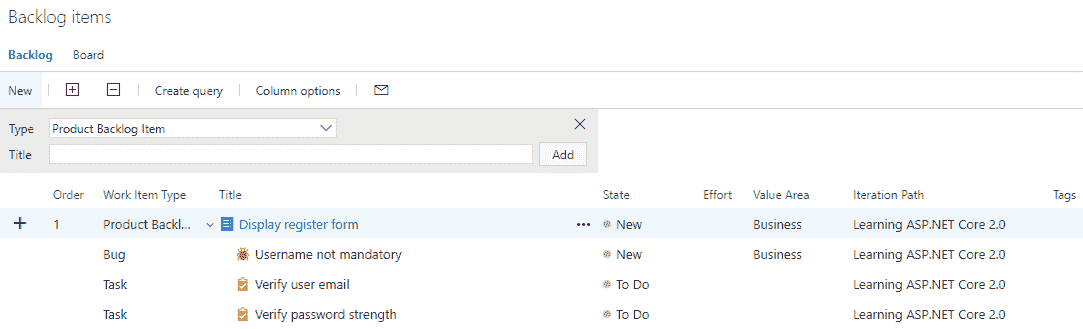 Backlog items
Backlog Board
New Create query Column options
Type Product Backlog Item
Title Add
Order Work Item Type Title State Effort Value Area Iteration Path Tags
1 Product Backl... Display register form ... New Business Learning ASP.NET Core 2.0
Bug Username not mandatory New Business Learning ASP.NET Core 2.0
Task Verify user email To Do Learning ASP.NET Core 2.0
Task Verify password strength To Do Learning ASP.NET Core 2.0